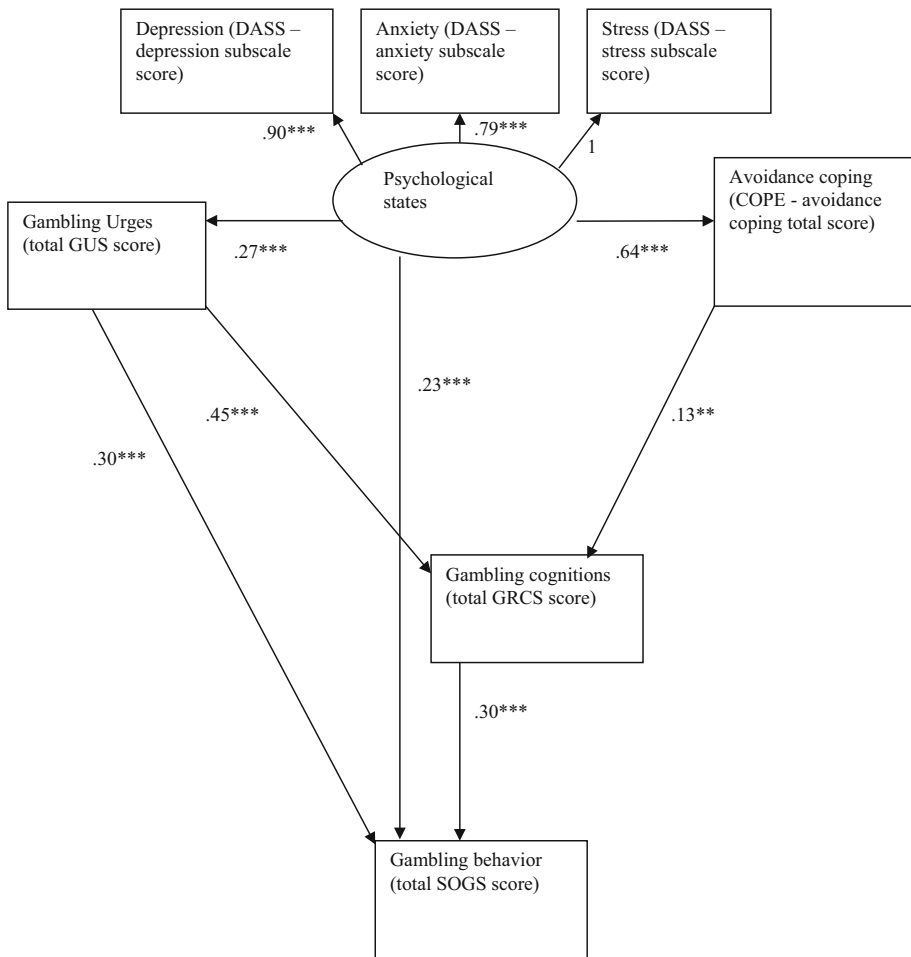 Depression (DASS –
depression subscale
score)
Anxiety (DASS –
anxiety subscale
score)
Stress (DASS –
stress subscale
score)
.90***
.79***
1
Psychological
states
Avoidance coping
(COPE - avoidance
coping total score)
Gambling Urges
(total GUS score)
.27***
.64***
.23***
.45***
.13**
.30***
Gambling cognitions
(total GRCS score)
.30***
Gambling behavior
(total SOGS score)